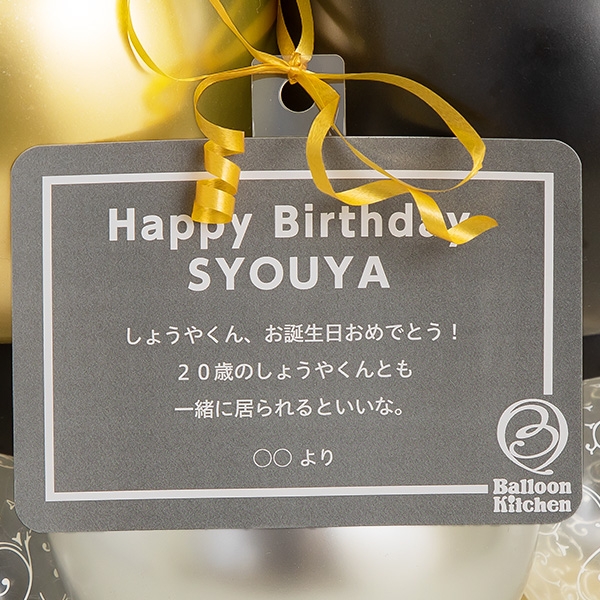 Happy Birthday
SYOUYA
しょうやくん、お誕生日おめでとう！
２０歳のしょうやくんとも
一緒に居られるといいな。
○○ より
Balloon
Kitchen